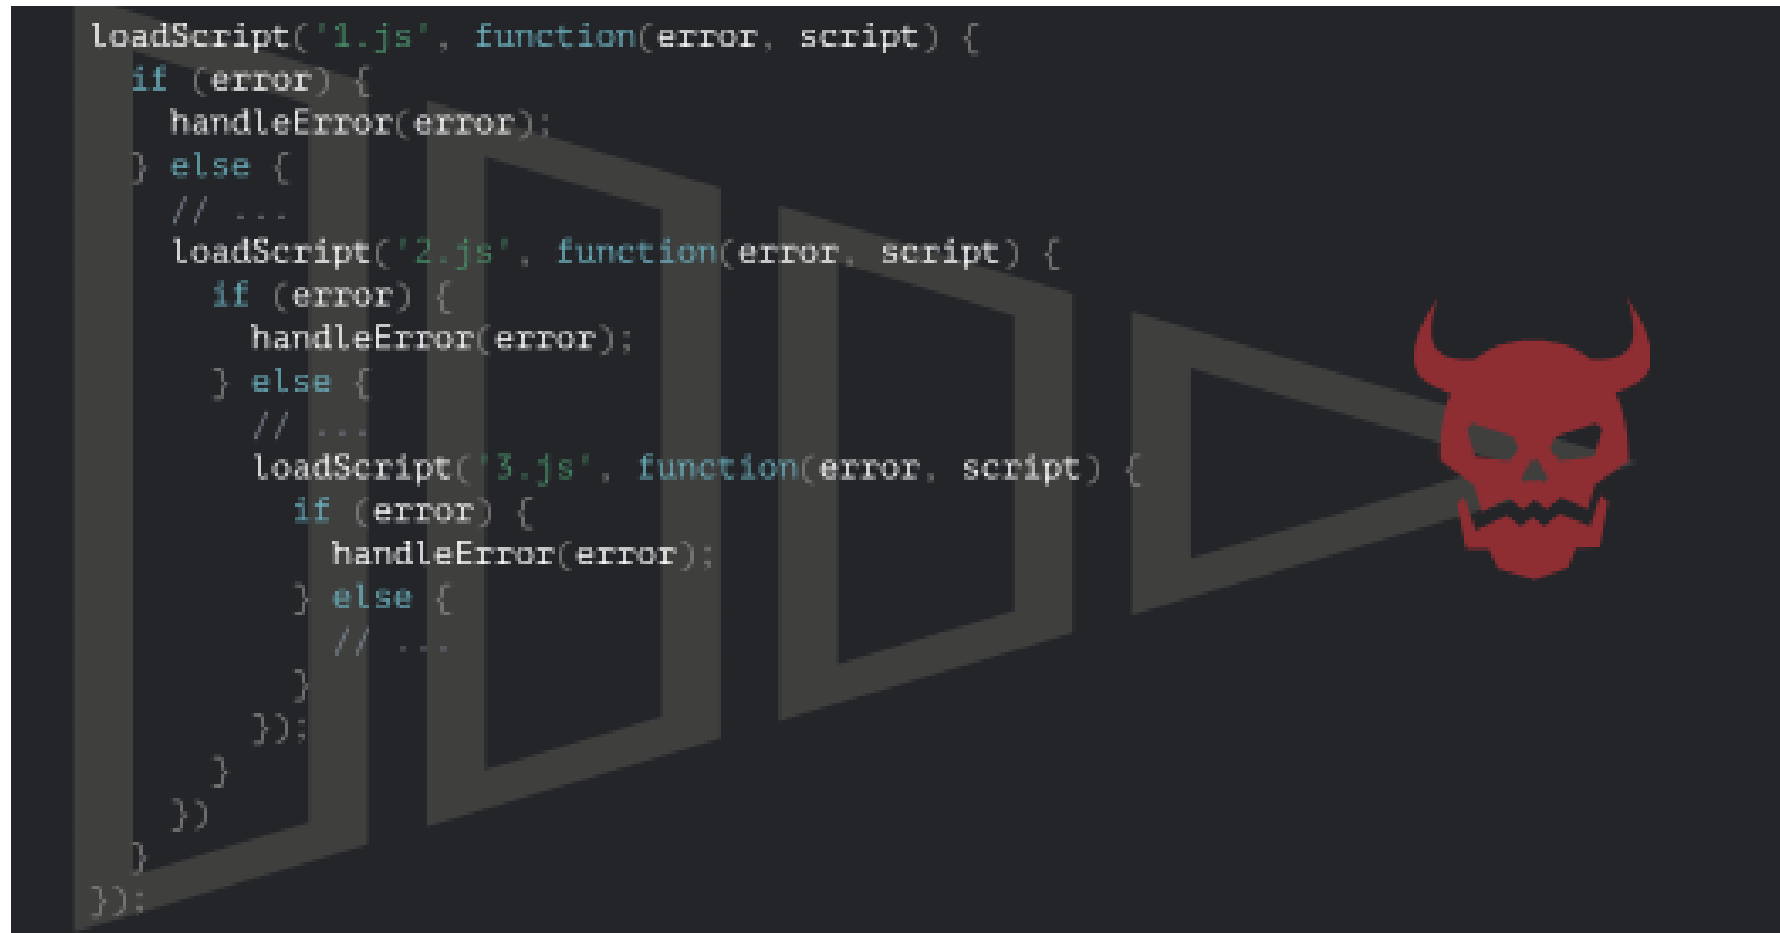 loadScript('1.js', function(error, script) {
  if (error) {
    handleError(error);
  } else {
    // ...
    loadScript('2.js', function(error, script) {
      if (error) {
        handleError(error);
      } else {
        // ...
        loadScript('3.js', function(error, script) {
          if (error) {
            handleError(error);
          } else {
            // ...
          }
        });
      }
    })
  }
});